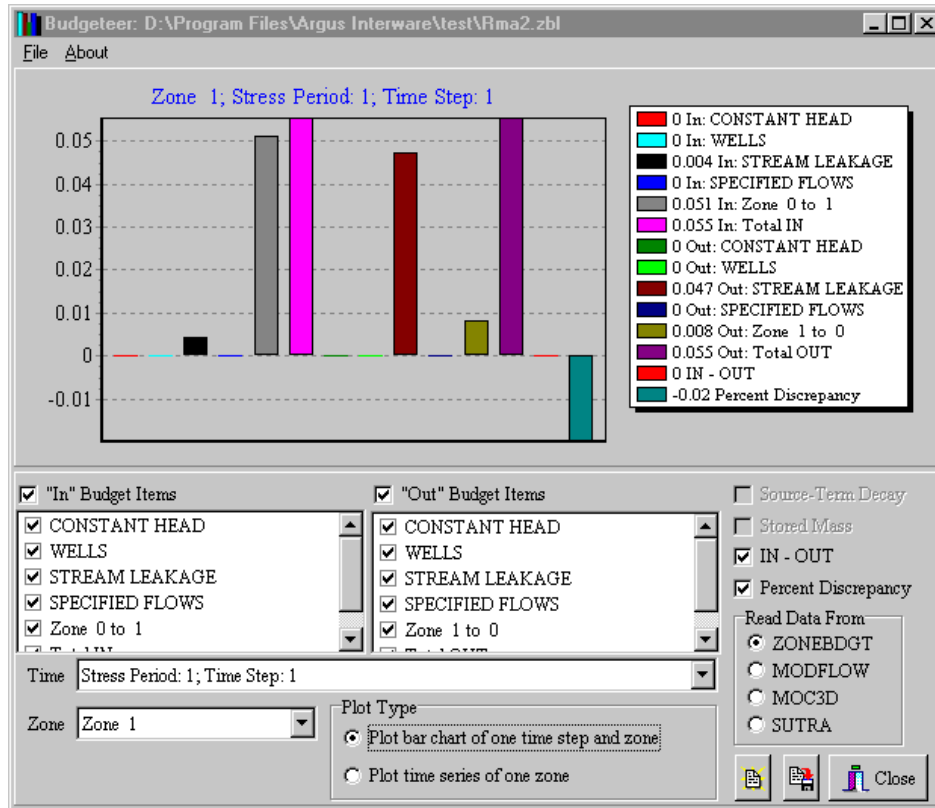 Budgeteer: D:\Program Files\Argus Interware\test\Rma2.zbl
File About
Zone 1; Stress Period: 1; Time Step: 1
0.05
0.04
0.03
0.02
0.01
0
-0.01
0 In: CONSTANT HEAD
0 In: WELLS
0.004 In: STREAM LEAKAGE
0 In: SPECIFIED FLOWS
0.051 In: Zone 0 to 1
0.055 In: Total IN
0 Out: CONSTANT HEAD
0 Out: WELLS
0.047 Out: STREAM LEAKAGE
0 Out: SPECIFIED FLOWS
0.008 Out: Zone 1 to 0
0.055 Out: Total OUT
0 IN - OUT
-0.02 Percent Discrepancy
"In" Budget Items
CONSTANT HEAD
WELLS
STREAM LEAKAGE
SPECIFIED FLOWS
Zone 0 to 1
Total IN
"Out" Budget Items
CONSTANT HEAD
WELLS
STREAM LEAKAGE
SPECIFIED FLOWS
Zone 1 to 0
Total OUT
Source-Term Decay
Stored Mass
IN - OUT
Percent Discrepancy
Read Data From
ZONEBDGT
MODFLOW
MOC3D
SUTRA
Time Stress Period: 1; Time Step: 1
Zone Zone 1
Plot Type
Plot bar chart of one time step and zone
Plot time series of one zone
Close